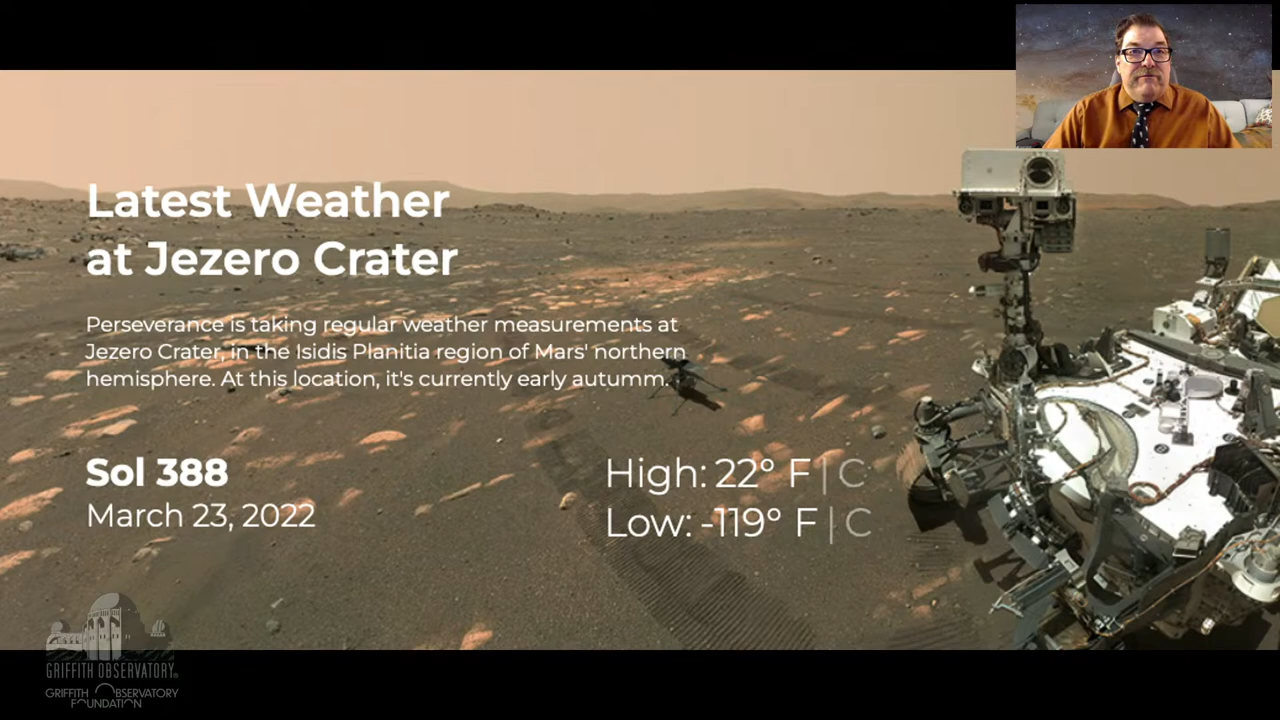 Latest Weather
at Jezero Crater
Perseverance is taking regular weather measurements at
Jezero Crater, in the Isidis Planitia region of Mars' northern
hemisphere. At this location, it's currently early autumm.
Sol 388
March 23, 2022
High: 22° F | C
Low: -119° F | C
GRIFFITH OBSERVATORY®
GRIFFITH OBSERVATORY
FOUNDATION